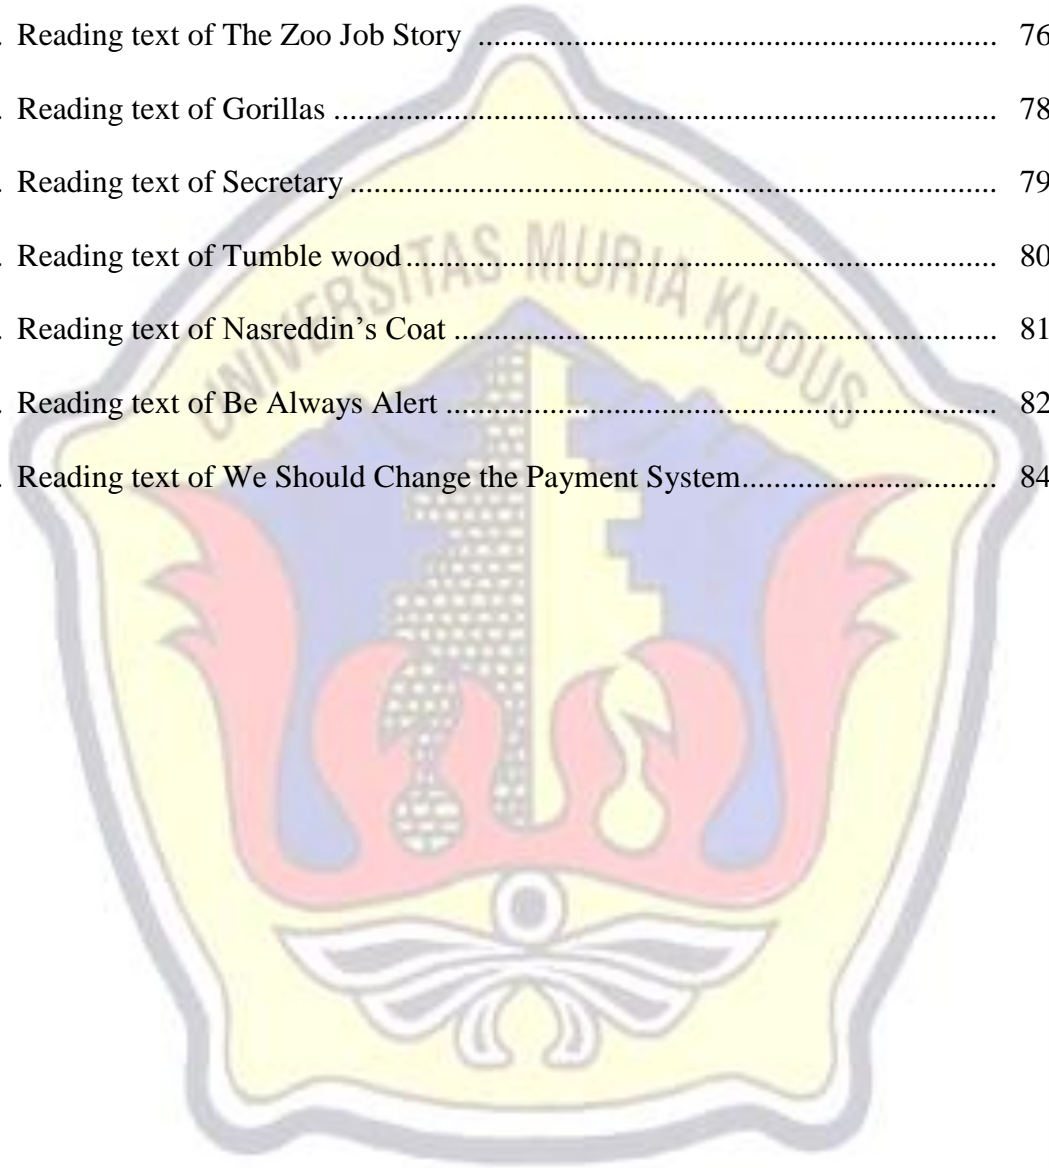 . Reading text of The Zoo Job Story ................................................................. 76
. Reading text of Gorillas ................................................................................... 78
. Reading text of Secretary ................................................................................. 79
. Reading text of Tumble wood .......................................................................... 80
. Reading text of Nasreddin’s Coat .................................................................... 81
. Reading text of Be Always Alert ..................................................................... 82
. Reading text of We Should Change the Payment System................................ 84
UNIVERSITAS MURIA KUDUS